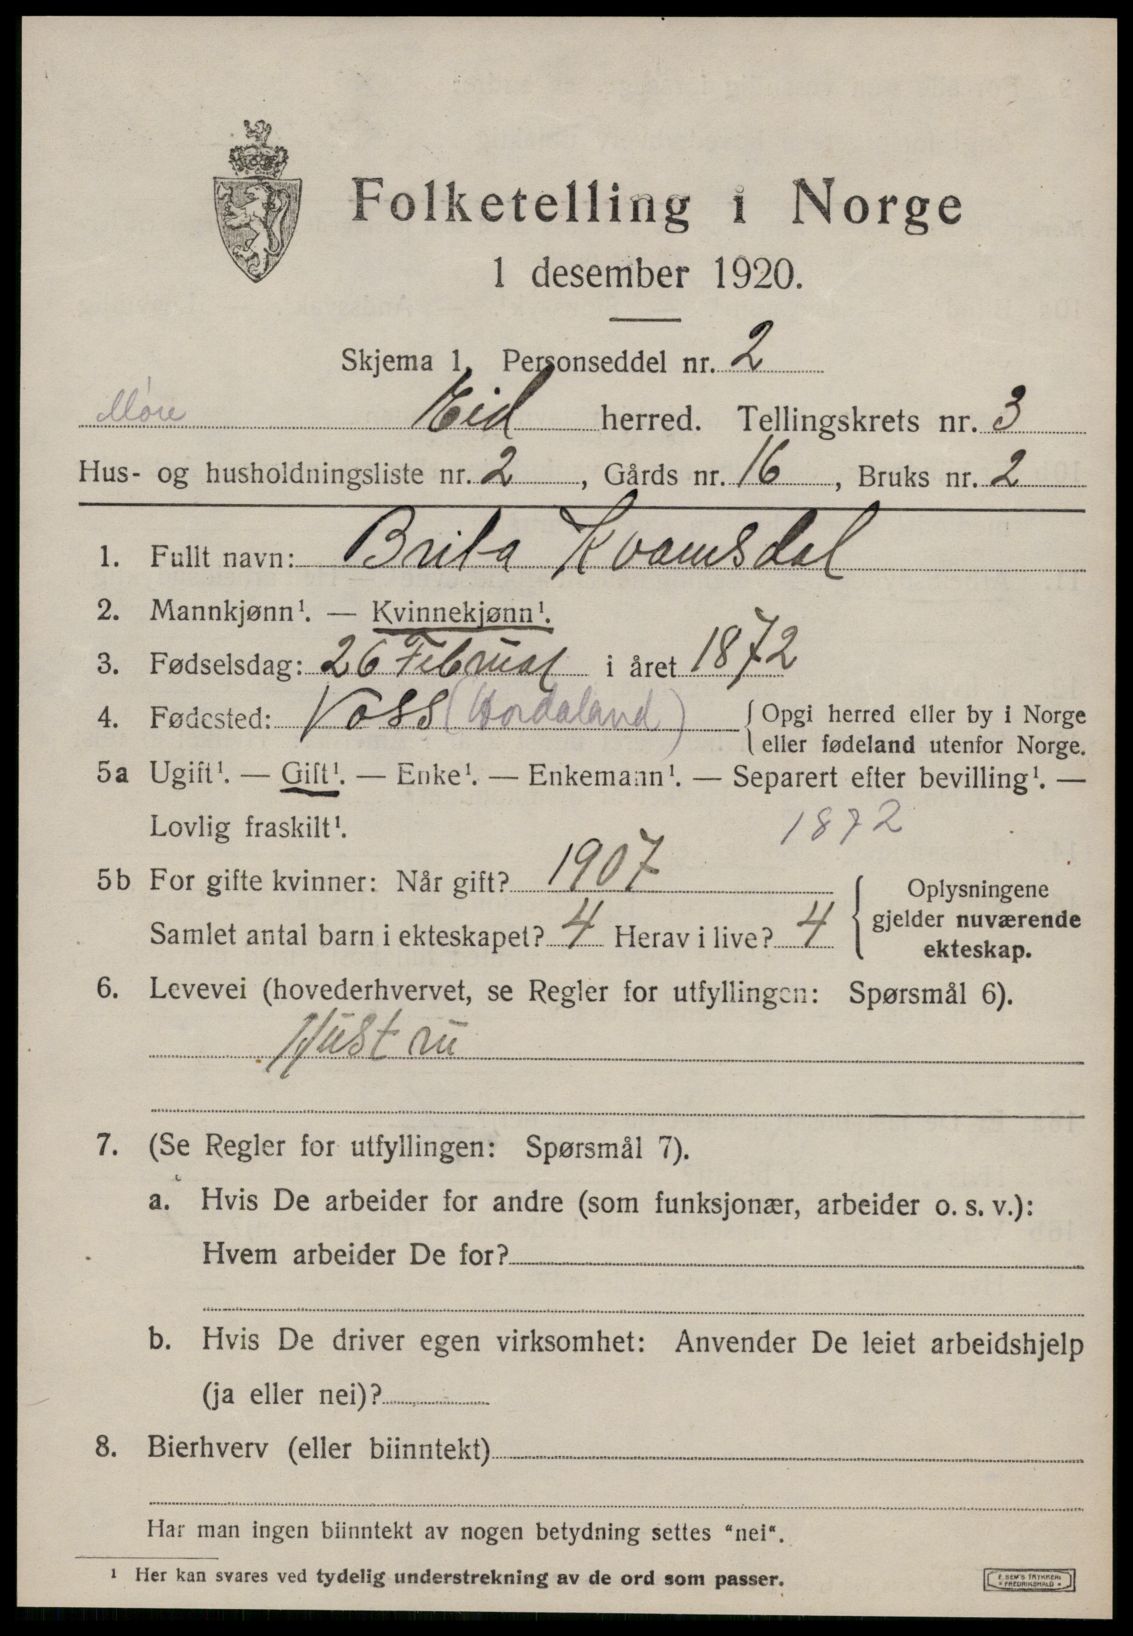 Folketelling i Norge
1 desember 1920.
Skjema 1. Personseddel nr. 2
Møre Eid herred. Tellingskrets nr. 3
Hus- og husholdningsliste nr. 2, Gårds nr. 16, Bruks nr. 2
1. Fullt navn: Brita Kvamsdal
2. Mannkjønn¹. — Kvinnekjønn¹.
3. Fødselsdag: 26 Februar i året 1872
4. Fødested: Voss (Hordaland) { Opgi herred eller by i Norge
eller fødeland utenfor Norge.
5a Ugift¹. — Gift¹. — Enke¹. — Enkemann¹. — Separert efter bevilling¹. —
Lovlig fraskilt¹. 1872
5b For gifte kvinner: Når gift? 1907
Samlet antal barn i ekteskapet? 4 Herav i live? 4
{ Oplysningene
gjelder nuværende
ekteskap.
6. Levevei (hovederhvervet, se Regler for utfyllingen: Spørsmål 6).
Hustru
7. (Se Regler for utfyllingen: Spørsmål 7).
a. Hvis De arbeider for andre (som funksjonær, arbeider o. s. v.):
Hvem arbeider De for?
b. Hvis De driver egen virksomhet: Anvender De leiet arbeidshjelp
(ja eller nei)?
8. Bierhverv (eller biinntekt)
Har man ingen biinntekt av nogen betydning settes "nei".
¹ Her kan svares ved tydelig understrekning av de ord som passer.
E. SEM'S TRYKKERI
FREDRIKSHALD